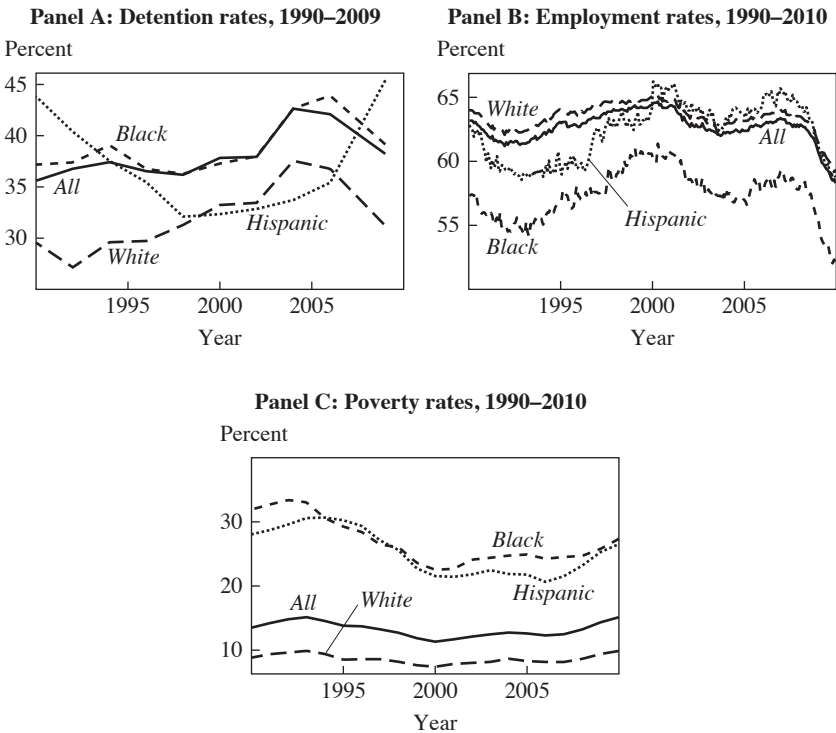 Panel A: Detention rates, 1990–2009
Percent
45
40
35
30
Black
All
Hispanic
White
1995 2000 2005
Year
Panel B: Employment rates, 1990–2010
Percent
65
60
55
White
All
Hispanic
Black
1995 2000 2005
Year
Panel C: Poverty rates, 1990–2010
Percent
30
20
10
Black
Hispanic
All White
1995 2000 2005
Year